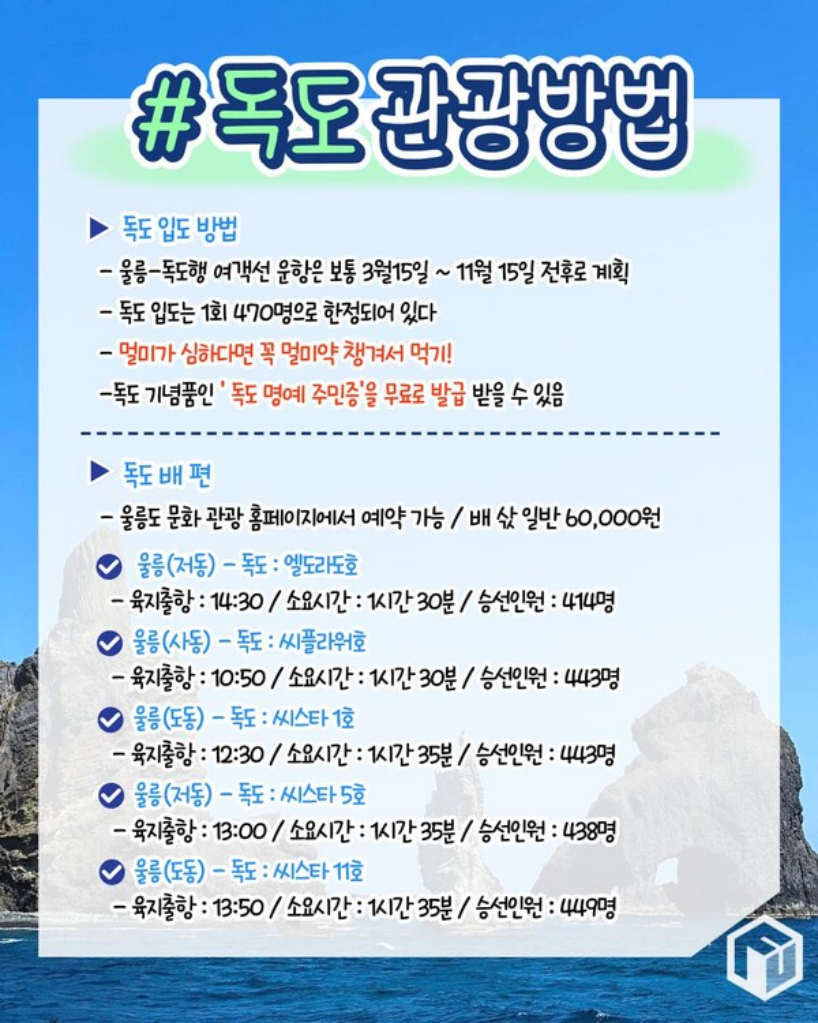 #독도 관광방법
▶ 독도 입도 방법
- 울릉-독도행 여객선 운항은 보통 3월15일 ~ 11월 15일 전후로 계획
- 독도 입도는 1회 470명으로 한정되어 있다
- 멀미가 심하다면 꼭 멀미약 챙겨서 먹기!
-독도 기념품인 ' 독도 명예 주민증'을 무료로 발급 받을 수 있음
▶ 독도 배 편
- 울릉도 문화 관광 홈페이지에서 예약 가능 / 배 삯 일반 60,000원
울릉(저동) - 독도 : 엘도라도호
- 육지출항 : 14:30 / 소요시간 : 1시간 30분 / 승선인원 : 414명
울릉(사동) - 독도 : 씨플라워호
- 육지출항 : 10:50 / 소요시간 : 1시간 30분 / 승선인원 : 443명
울릉(도동) - 독도 : 씨스타 1호
- 육지출항 : 12:30 / 소요시간 : 1시간 35분 / 승선인원 : 443명
울릉(저동) - 독도 : 씨스타 5호
- 육지출항 : 13:00 / 소요시간 : 1시간 35분 / 승선인원 : 438명
울릉(도동) - 독도 : 씨스타 11호
- 육지출항 : 13:50 / 소요시간 : 1시간 35분 / 승선인원 : 449명